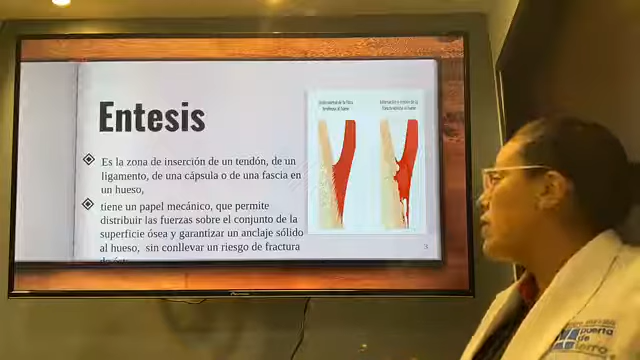 Entesis
Es la zona de inserción de un tendón, de un
ligamento, de una cápsula o de una fascia en
un hueso,
tiene un papel mecánico, que permite
distribuir las fuerzas sobre el conjunto de la
superficie ósea y garantizar un anclaje sólido
al hueso, sin conllevar un riesgo de fractura
3
puerta
de